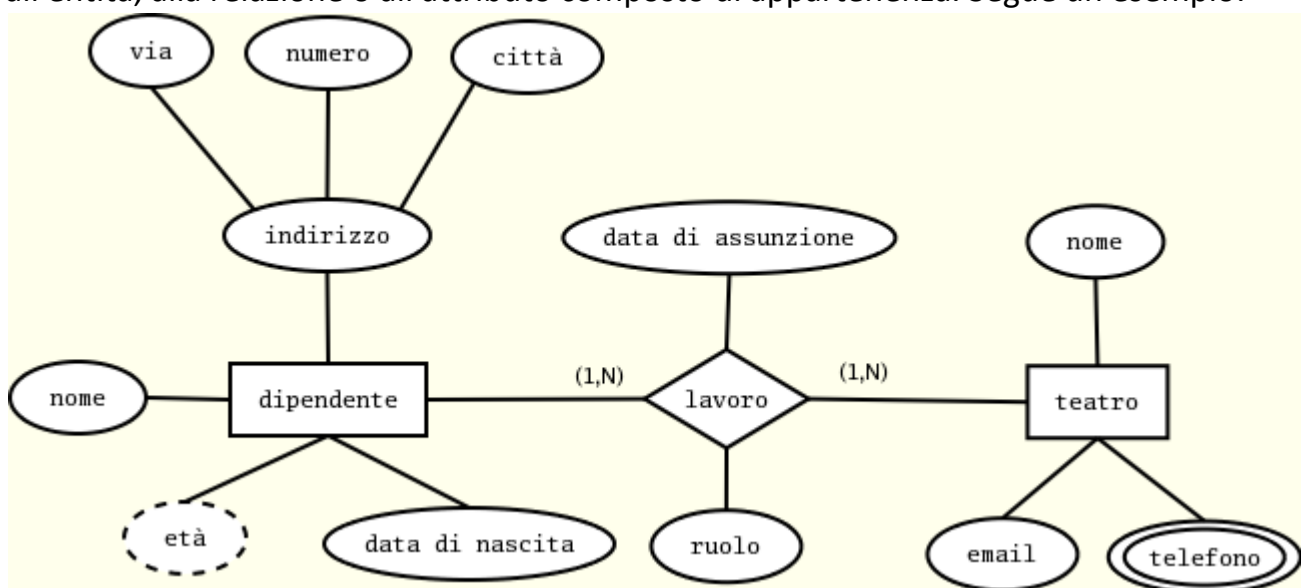 all'entità, alla relazione o all'attributo composto di appartenenza. Segue un esempio:
via numero città
indirizzo data di assunzione nome
(1,N) (1,N)
nome dipendente lavoro teatro
età data di nascita ruolo email telefono